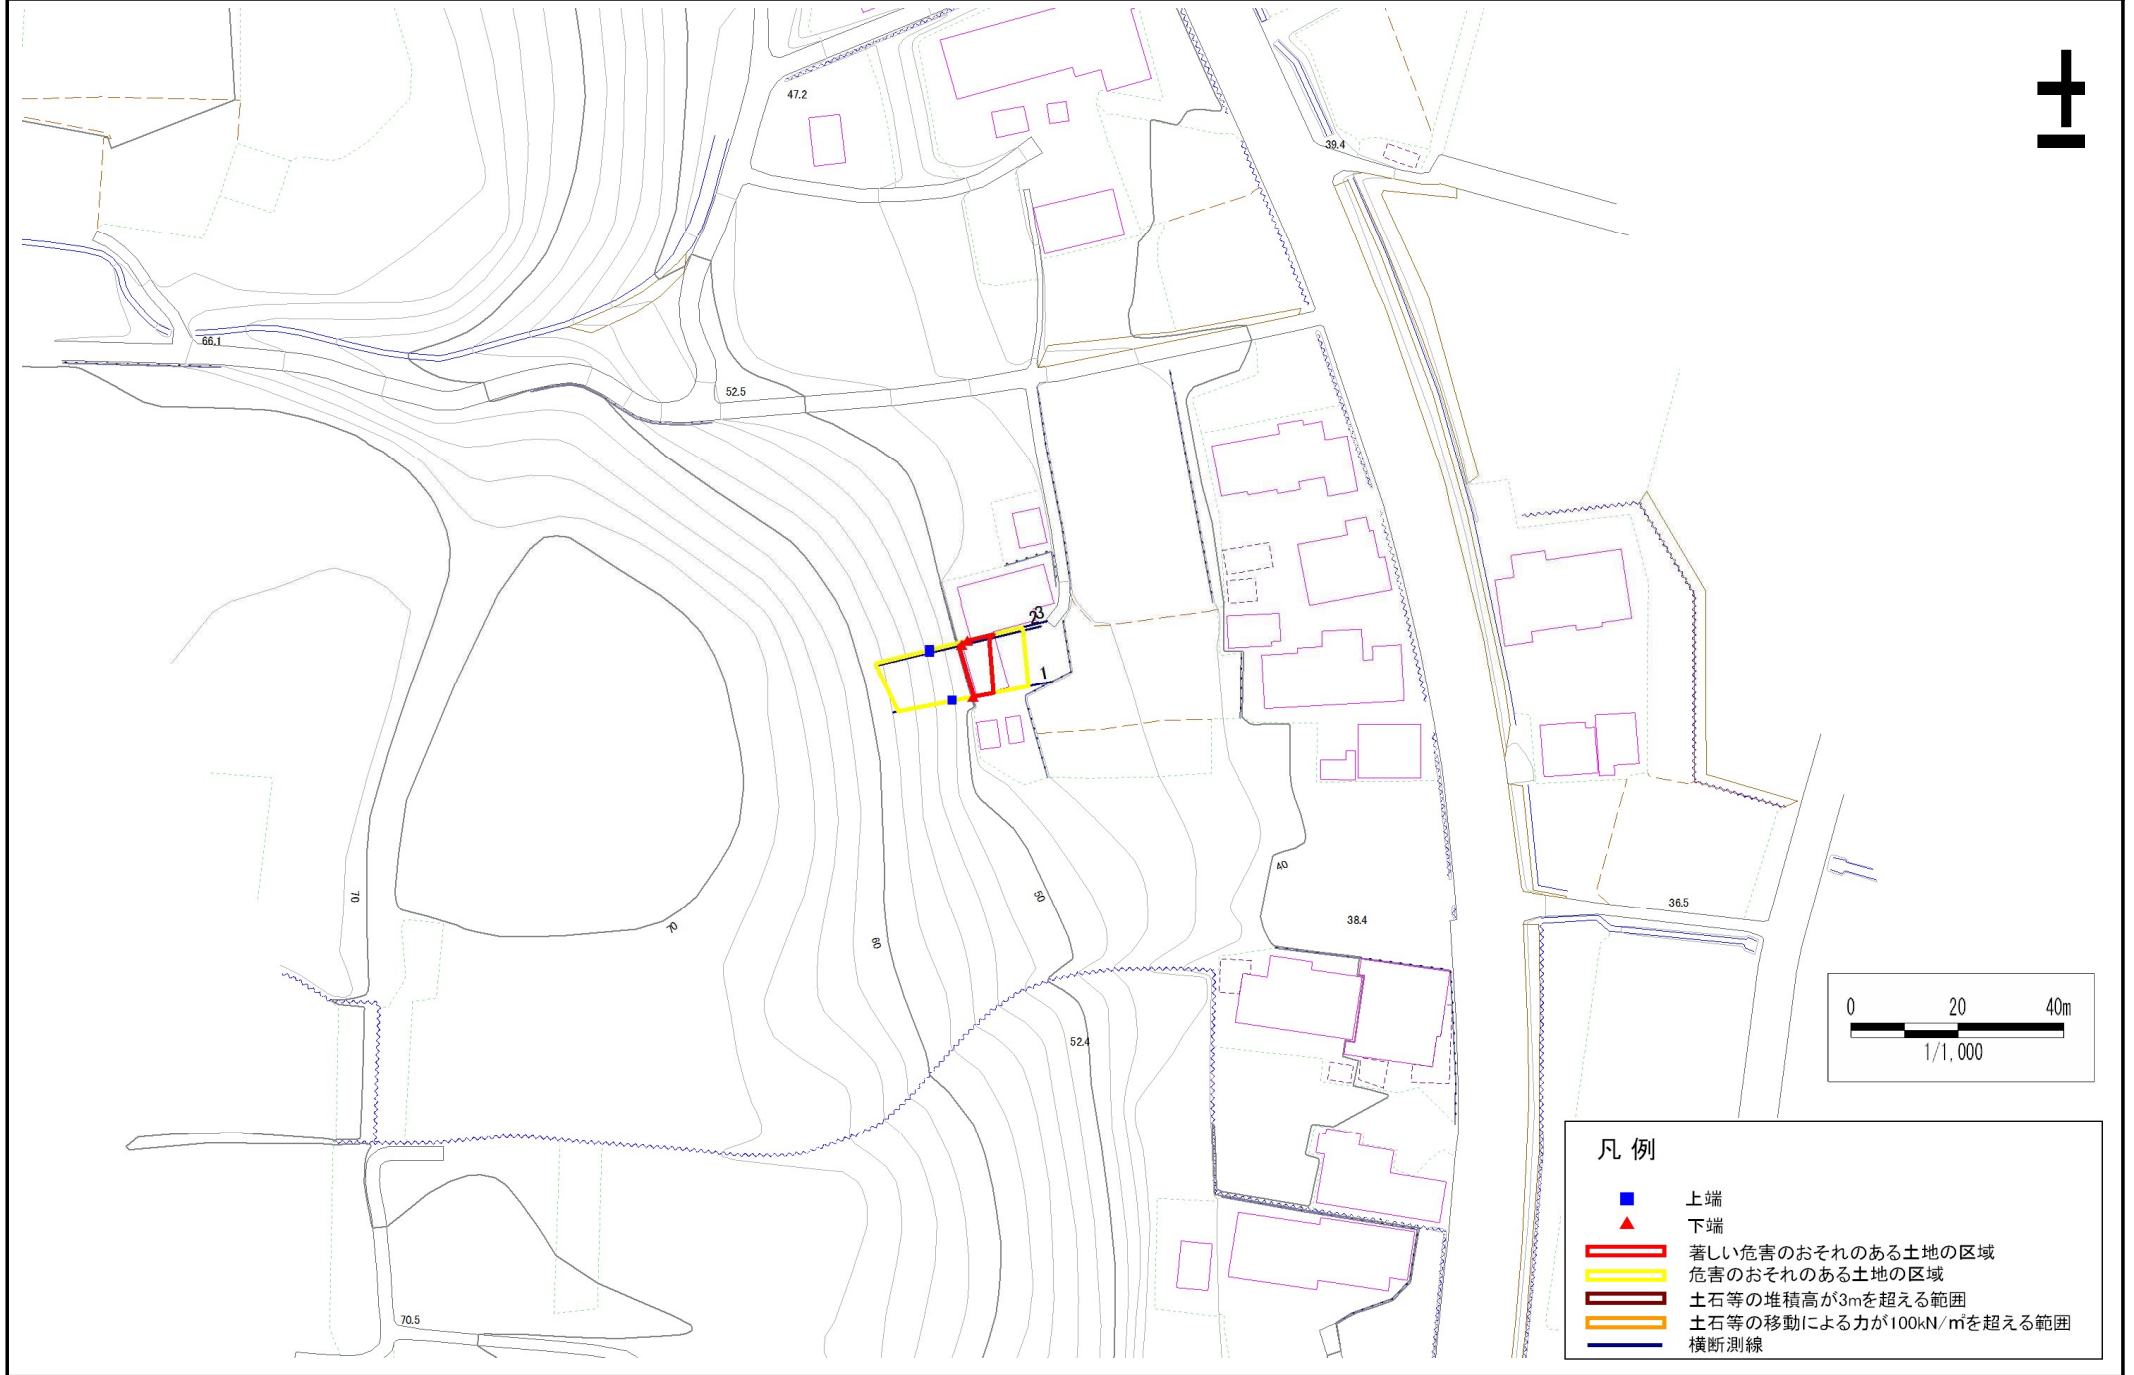 47.2
39.4
66.1
52.5
23
1
70
70
60
50
40
38.4
36.5
52.4
70.5
0 20 40m
1/1,000
凡 例
上端
下端
著しい危害のおそれのある土地の区域
危害のおそれのある土地の区域
土石等の堆積高が3mを超える範囲
土石等の移動による力が100kN/㎡を超える範囲
横断測線